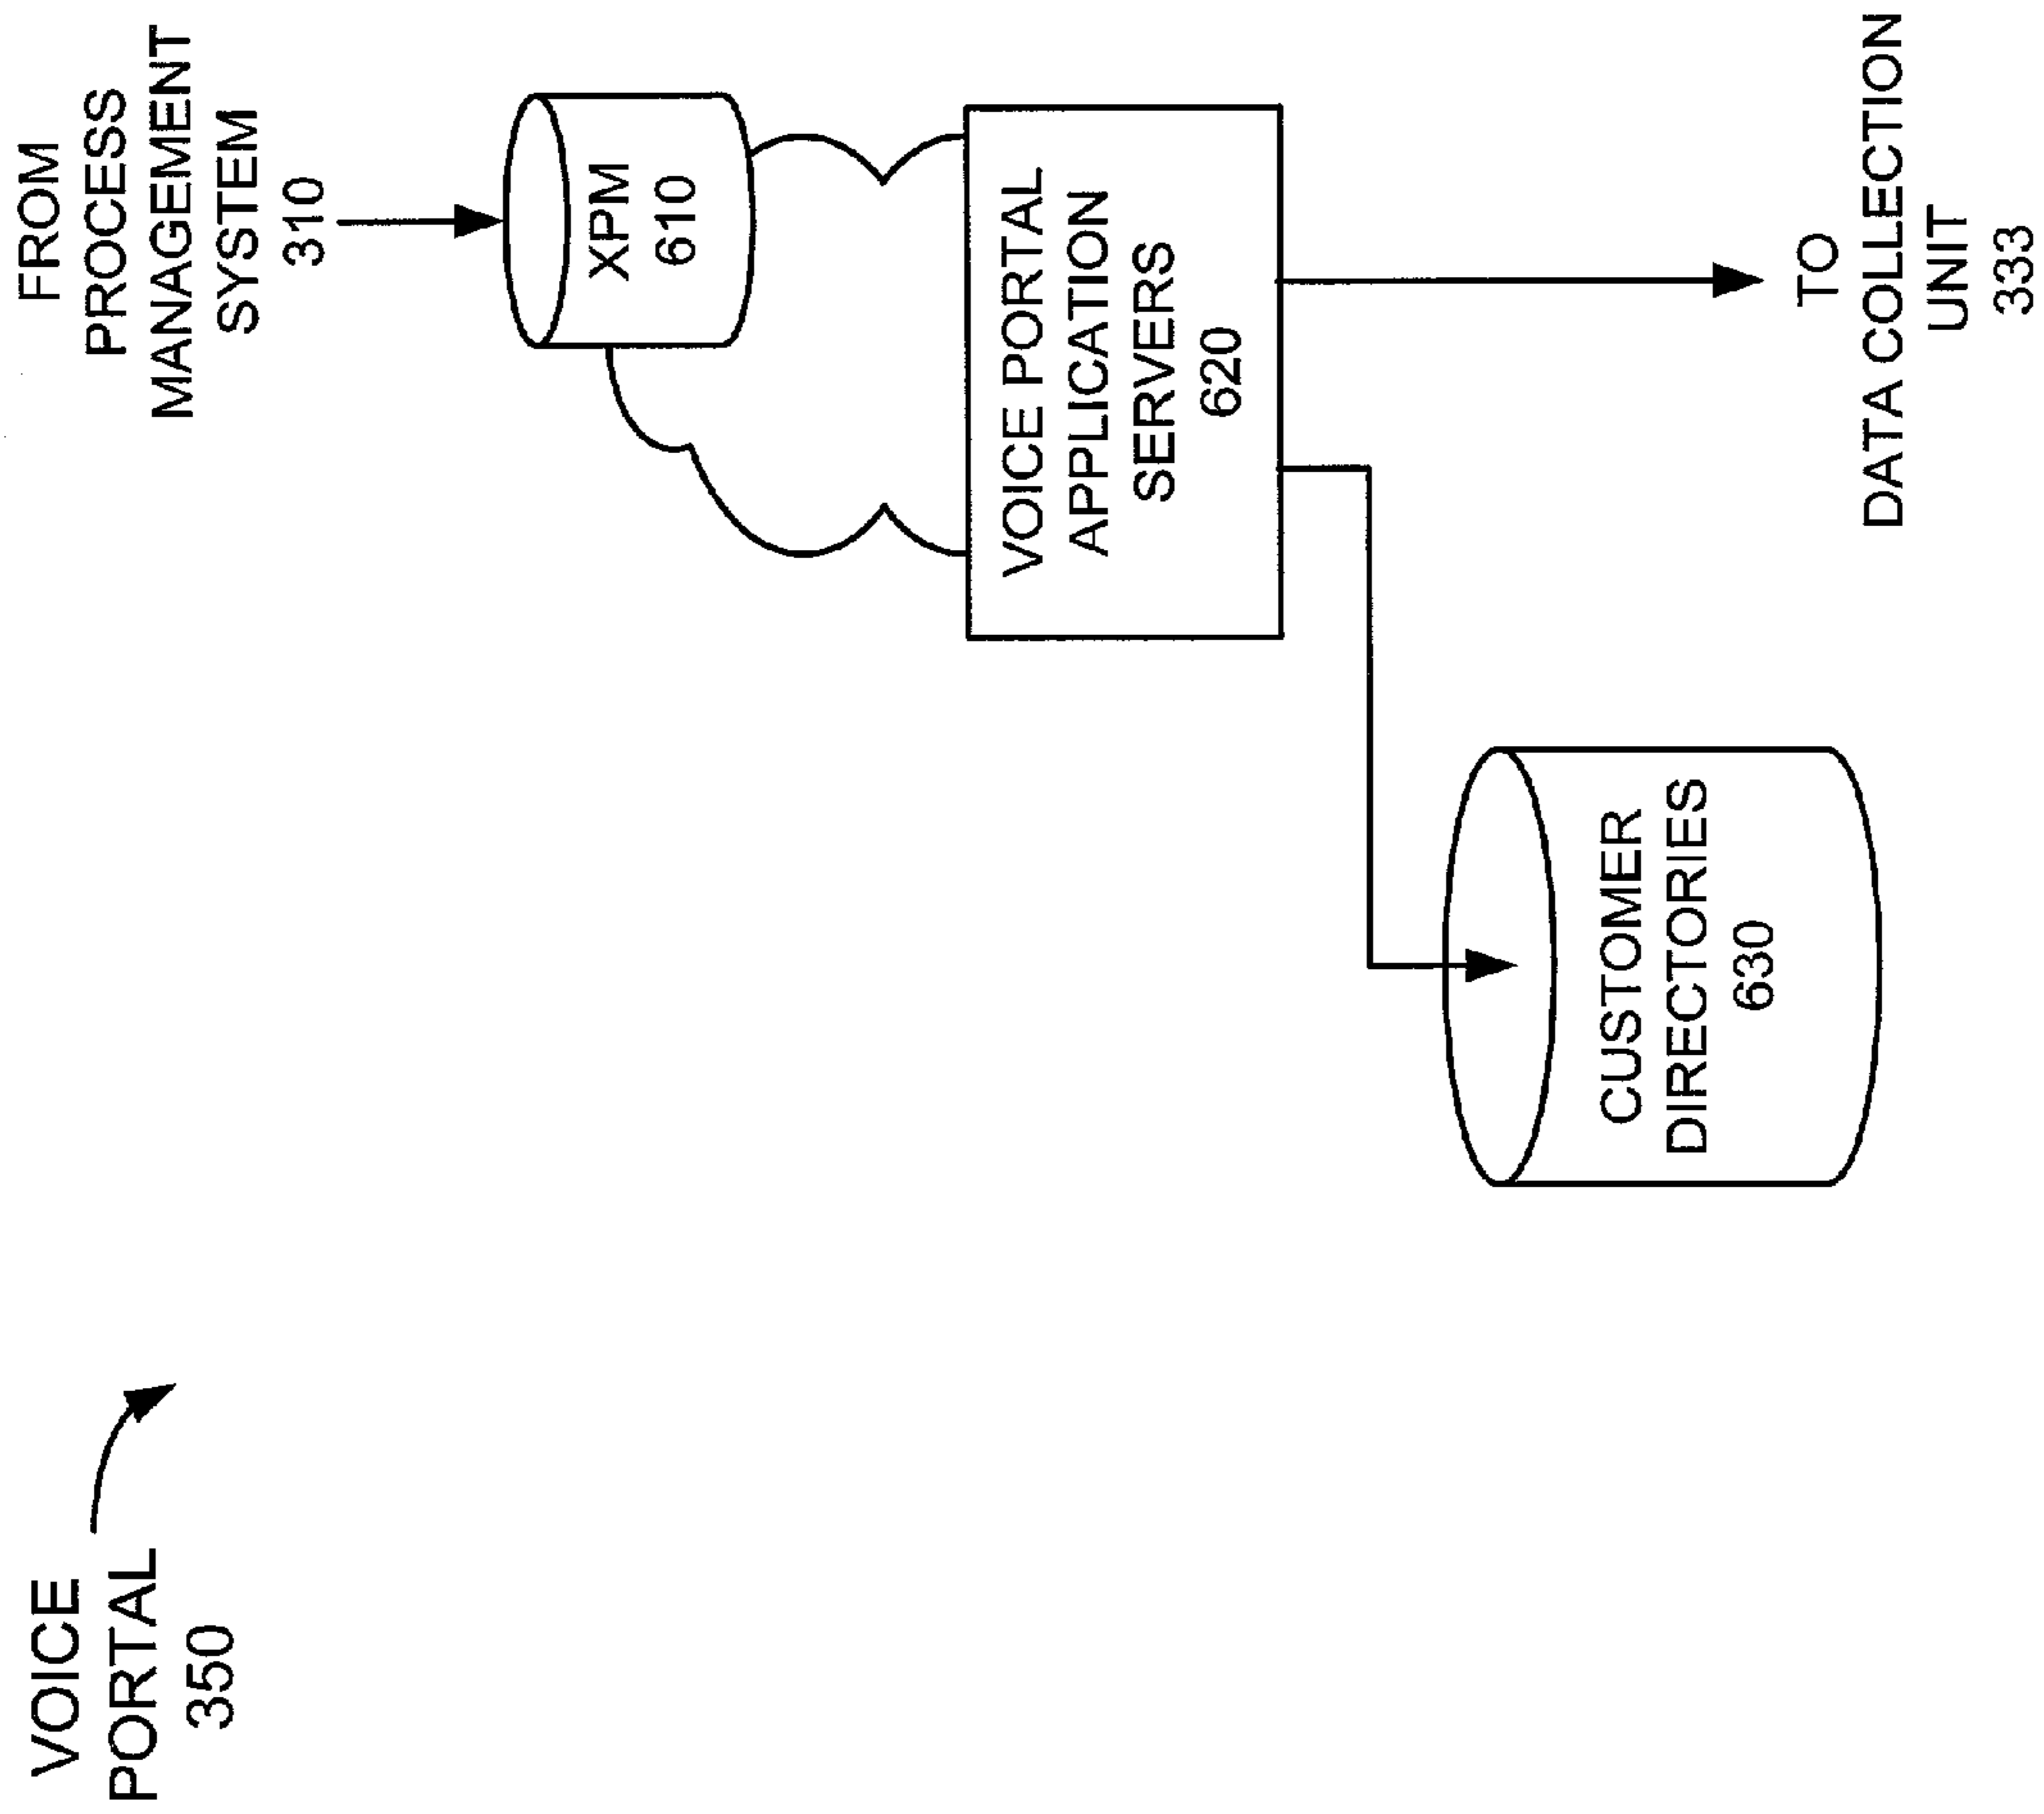 VOICE
PORTAL
350
FROM
PROCESS
MANAGEMENT
SYSTEM
310
XPM
610
VOICE PORTAL
APPLICATION
SERVERS
620
CUSTOMER
DIRECTORIES
630
TO
DATA COLLECTION
UNIT
333